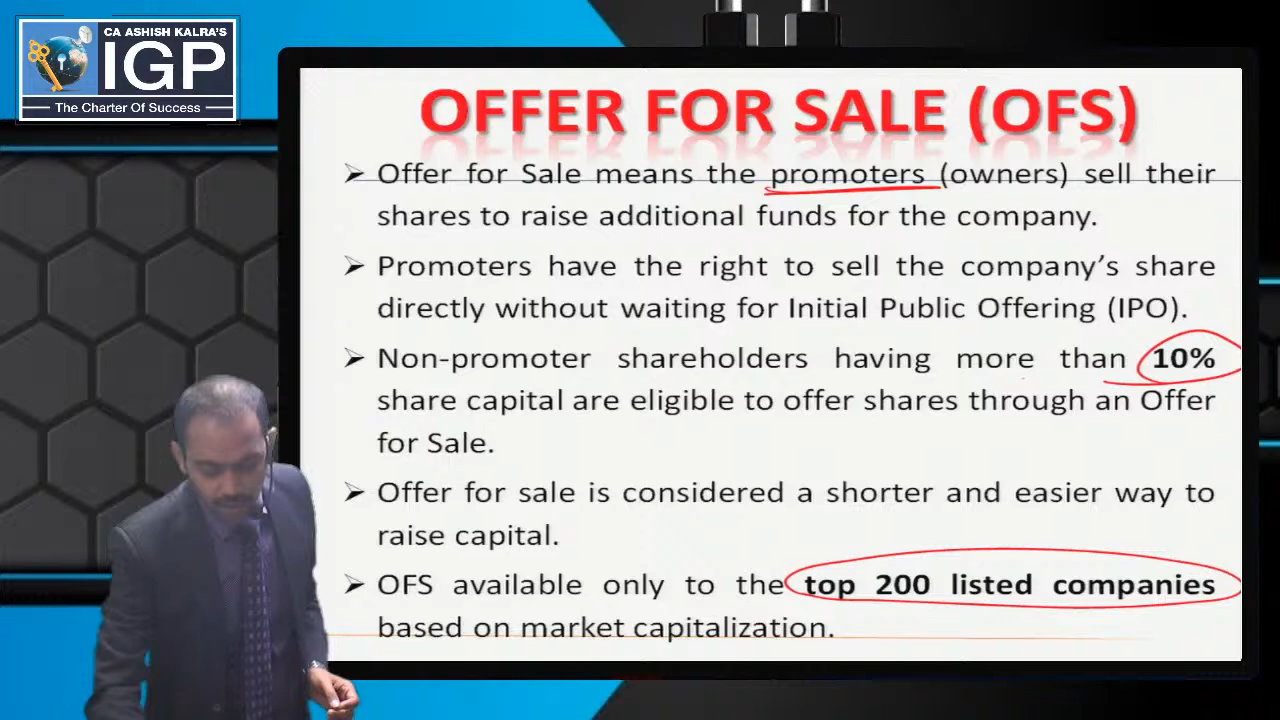 CA ASHISH KALRA'S
IGP
The Charter Of Success
OFFER FOR SALE (OFS)
➢ Offer for Sale means the promoters (owners) sell their
shares to raise additional funds for the company.
➢ Promoters have the right to sell the company's share
directly without waiting for Initial Public Offering (IPO).
➢ Non-promoter shareholders having more than 10%
share capital are eligible to offer shares through an Offer
for Sale.
➢ Offer for sale is considered a shorter and easier way to
raise capital.
➢ OFS available only to the top 200 listed companies
based on market capitalization.